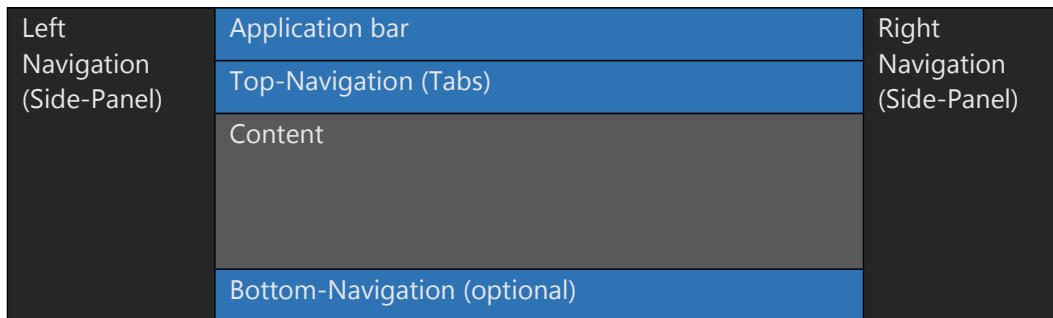 Left
Navigation
(Side-Panel)
Application bar
Top-Navigation (Tabs)
Content
Bottom-Navigation (optional)
Right
Navigation
(Side-Panel)